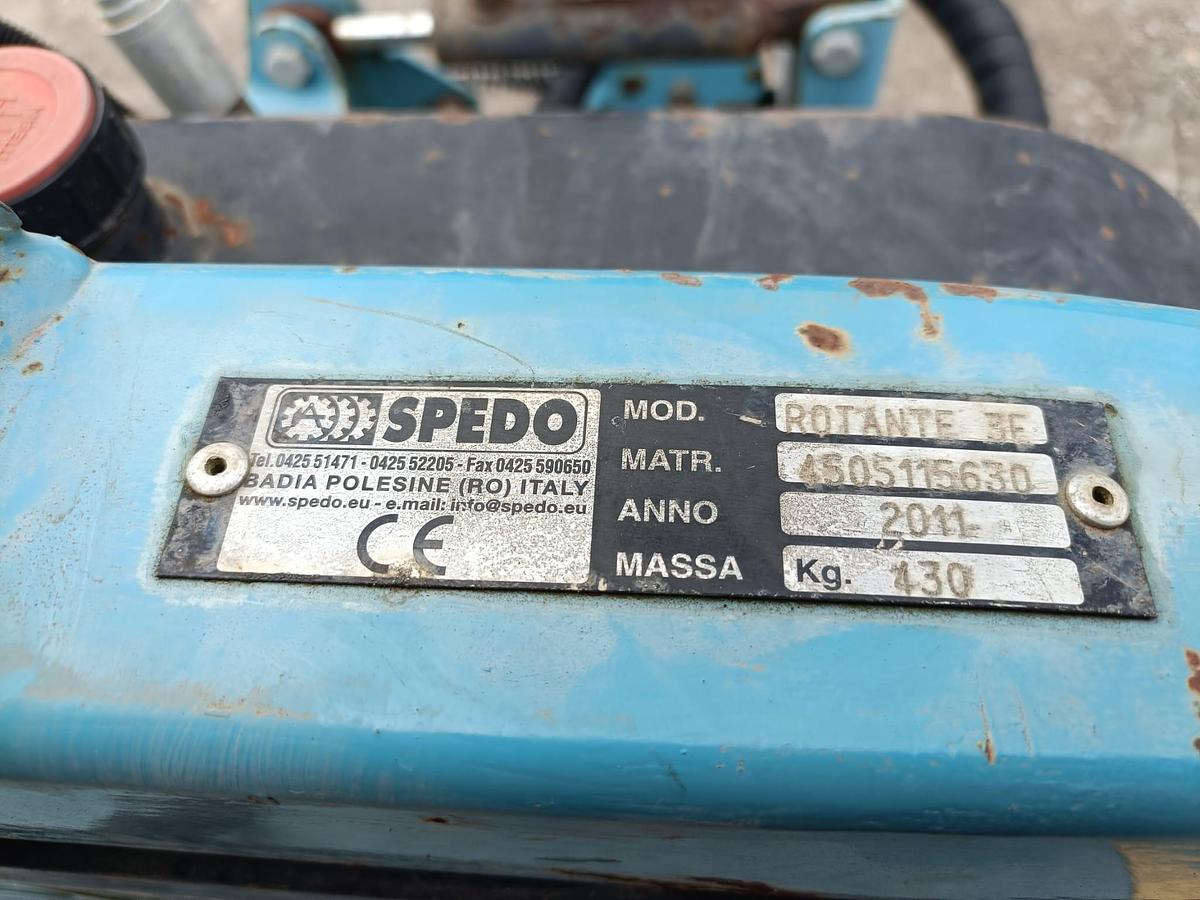 SPEDO
Tel. 0425 51471 - 0425 52205 - Fax 0425 590650
BADIA POLESINE (RO) ITALY
www.spedo.eu - e.mail: info@spedo.eu
CE
MOD. ROTANTE
MATR. 4505115630
ANNO 2011
MASSA Kg. 430